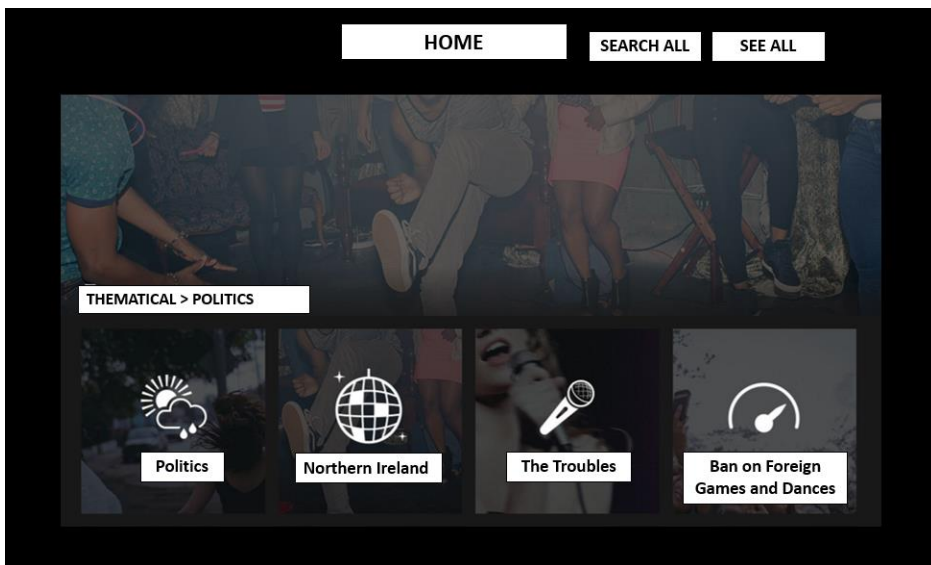 HOME
SEARCH ALL
SEE ALL
THEMATICAL > POLITICS
Politics
Northern Ireland
The Troubles
Ban on Foreign
Games and Dances